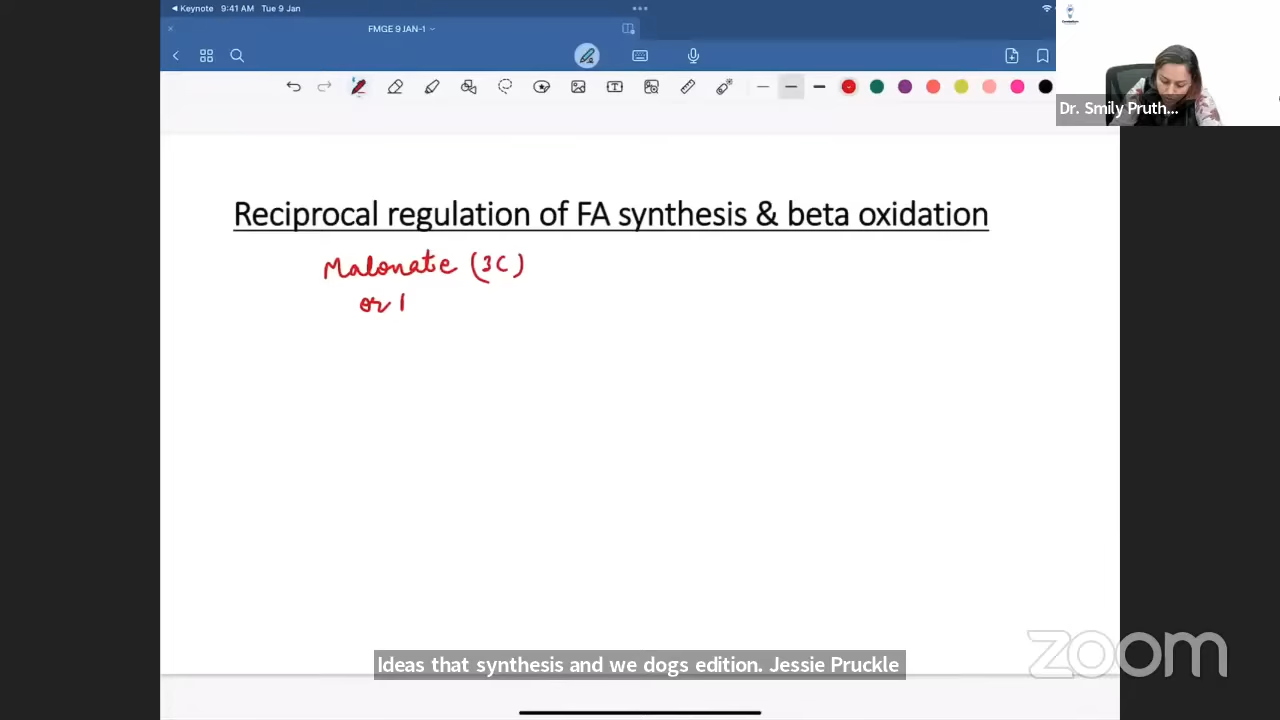 Keynote 9:41 AM Tue 9 Jan
FMGE 9 JAN-1
Dr. Smily Pruth...
Reciprocal regulation of FA synthesis & beta oxidation
Malonate (3C)
or
Ideas that synthesis and we dogs edition. Jessie Pruckle
zoom